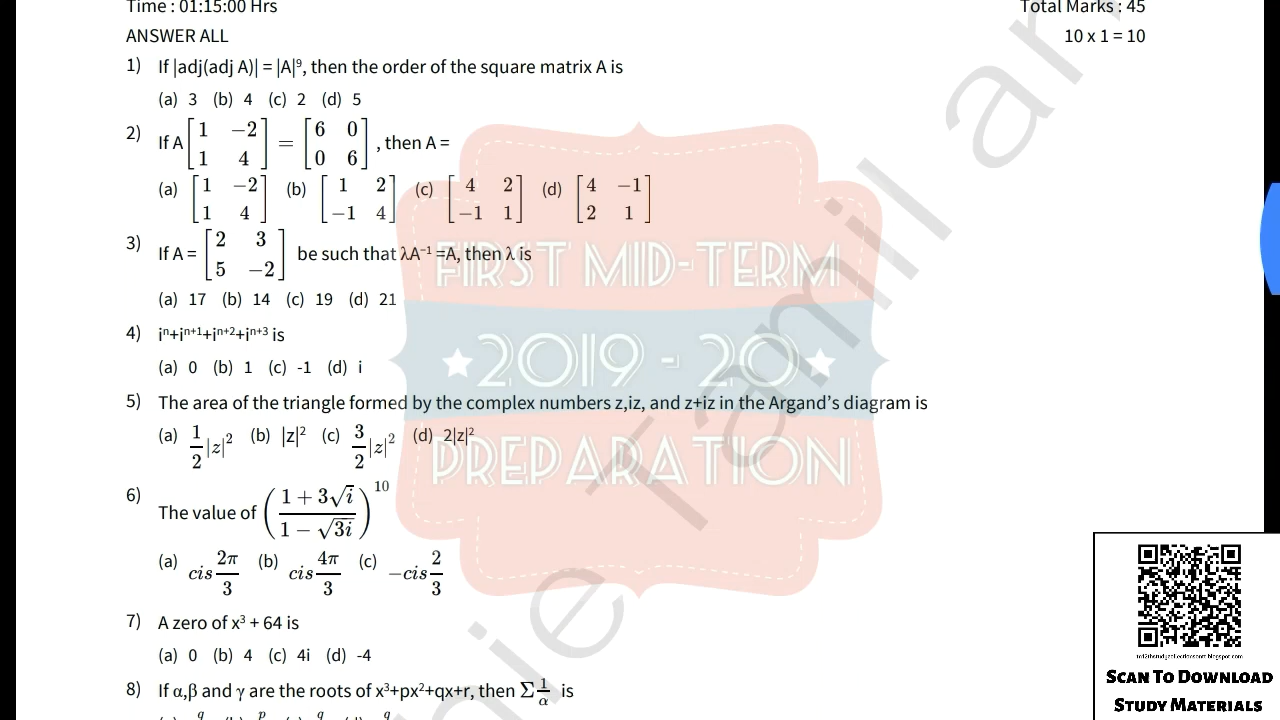 Time : 01:15:00 Hrs Total Marks : 45
ANSWER ALL 10 x 1 = 10
1) If |adj(adj A)| = |A|⁹, then the order of the square matrix A is
(a) 3 (b) 4 (c) 2 (d) 5
2) If A [1 −2; 1 4] = [6 0; 0 6] , then A =
(a) [1 −2; 1 4] (b) [1 2; −1 4] (c) [4 2; −1 1] (d) [4 −1; 2 1]
3) If A = [2 3; 5 −2] be such that λA⁻¹ =A, then λ is
(a) 17 (b) 14 (c) 19 (d) 21
4) iⁿ+iⁿ⁺¹+iⁿ⁺²+iⁿ⁺³ is
(a) 0 (b) 1 (c) -1 (d) i
5) The area of the triangle formed by the complex numbers z,iz, and z+iz in the Argand’s diagram is
(a) 1/2|z|² (b) |z|² (c) 3/2|z|² (d) 2|z|²
6) The value of ((1 + 3√i)/(1 − √3i))¹⁰
(a) cis 2π/3 (b) cis 4π/3 (c) −cis 2/3
7) A zero of x³ + 64 is
(a) 0 (b) 4 (c) 4i (d) -4
8) If α,β and γ are the roots of x³+px²+qx+r, then Σ 1/α is
FIRST MID-TERM
2019 - 20
PREPARATION
Tamil
SCAN TO DOWNLOAD
STUDY MATERIALS